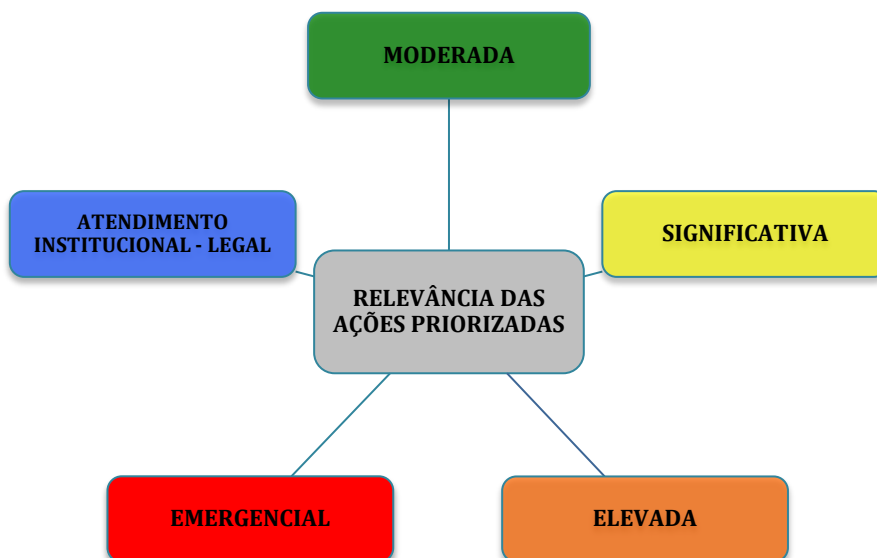 MODERADA
ATENDIMENTO
INSTITUCIONAL - LEGAL
SIGNIFICATIVA
RELEVÂNCIA DAS
AÇÕES PRIORIZADAS
EMERGENCIAL
ELEVADA